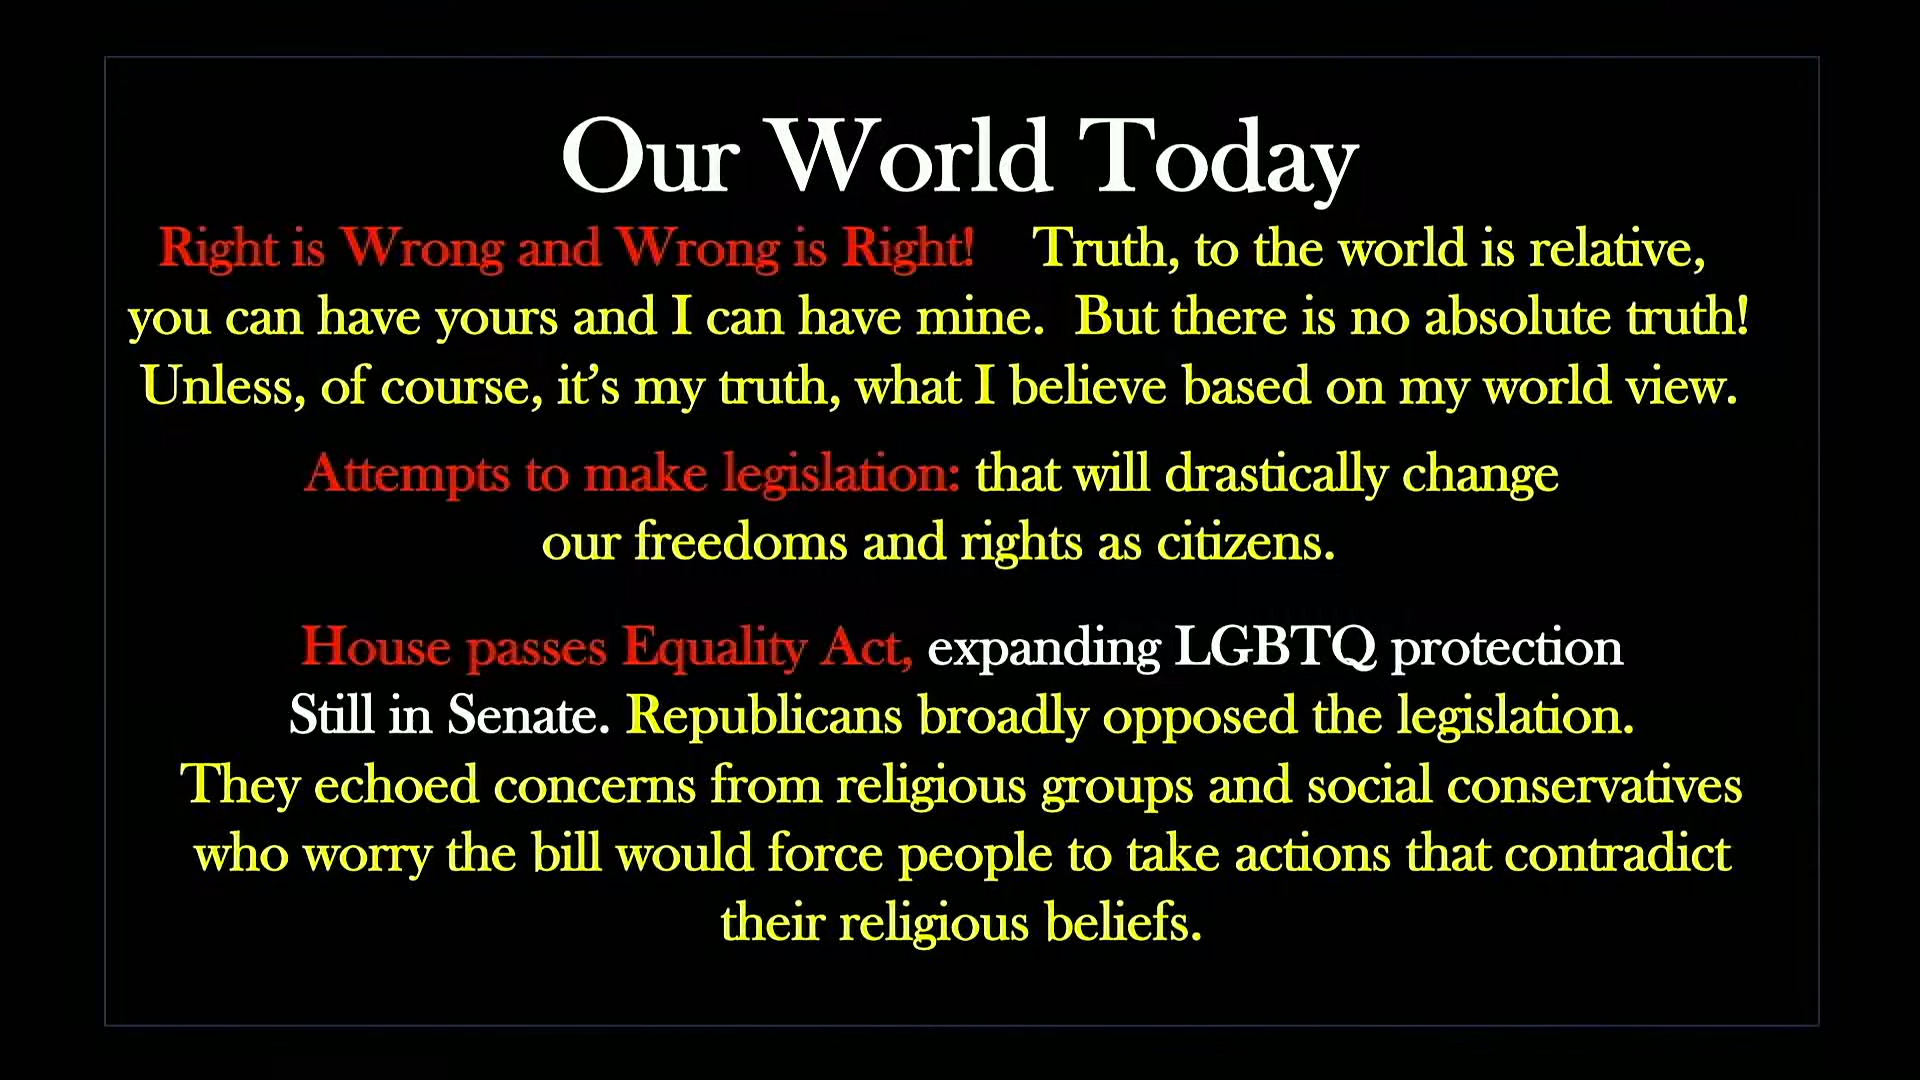 Our World Today
Right is Wrong and Wrong is Right! Truth, to the world is relative,
you can have yours and I can have mine. But there is no absolute truth!
Unless, of course, it’s my truth, what I believe based on my world view.
Attempts to make legislation: that will drastically change
our freedoms and rights as citizens.
House passes Equality Act, expanding LGBTQ protection
Still in Senate. Republicans broadly opposed the legislation.
They echoed concerns from religious groups and social conservatives
who worry the bill would force people to take actions that contradict
their religious beliefs.